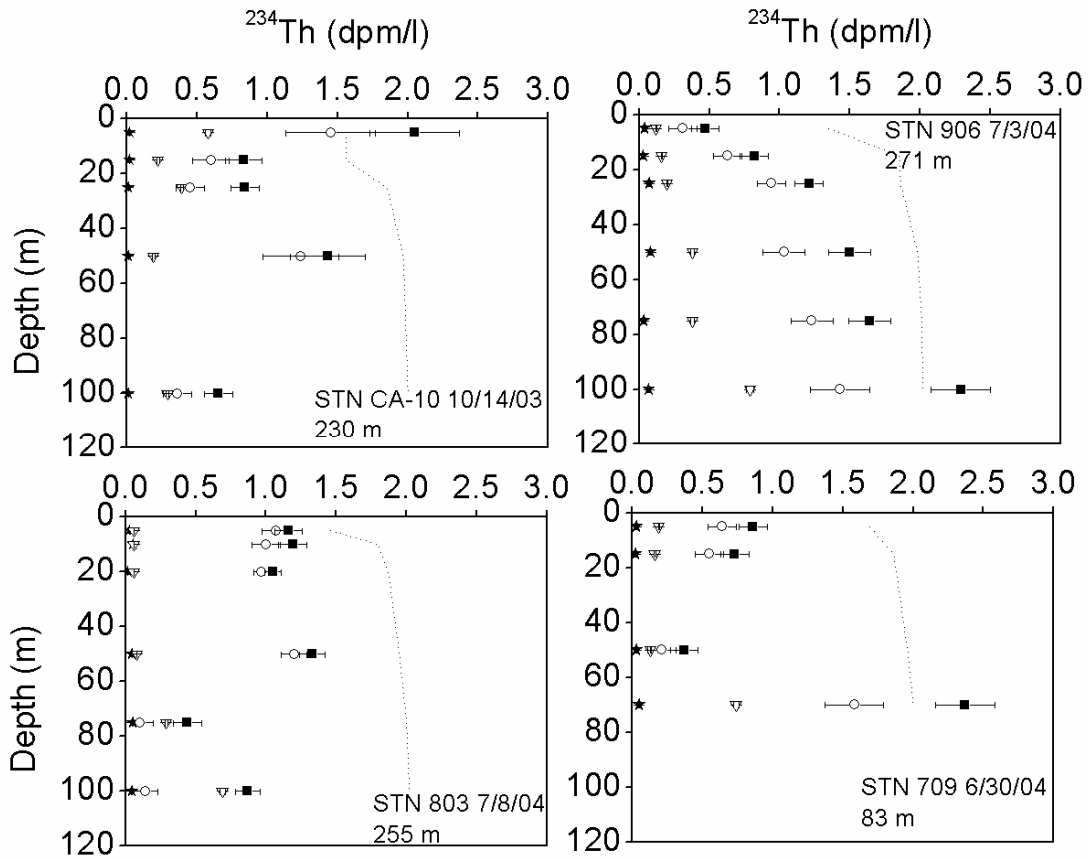 ²³⁴Th (dpm/l)
0.0 0.5 1.0 1.5 2.0 2.5 3.0
0
20
40
60
80
100
120
Depth (m)
STN CA-10 10/14/03
230 m
²³⁴Th (dpm/l)
0.0 0.5 1.0 1.5 2.0 2.5 3.0
0
20
40
60
80
100
120
STN 906 7/3/04
271 m
0.0 0.5 1.0 1.5 2.0 2.5 3.0
0
20
40
60
80
100
120
Depth (m)
STN 803 7/8/04
255 m
0.0 0.5 1.0 1.5 2.0 2.5 3.0
0
20
40
60
80
100
120
STN 709 6/30/04
83 m